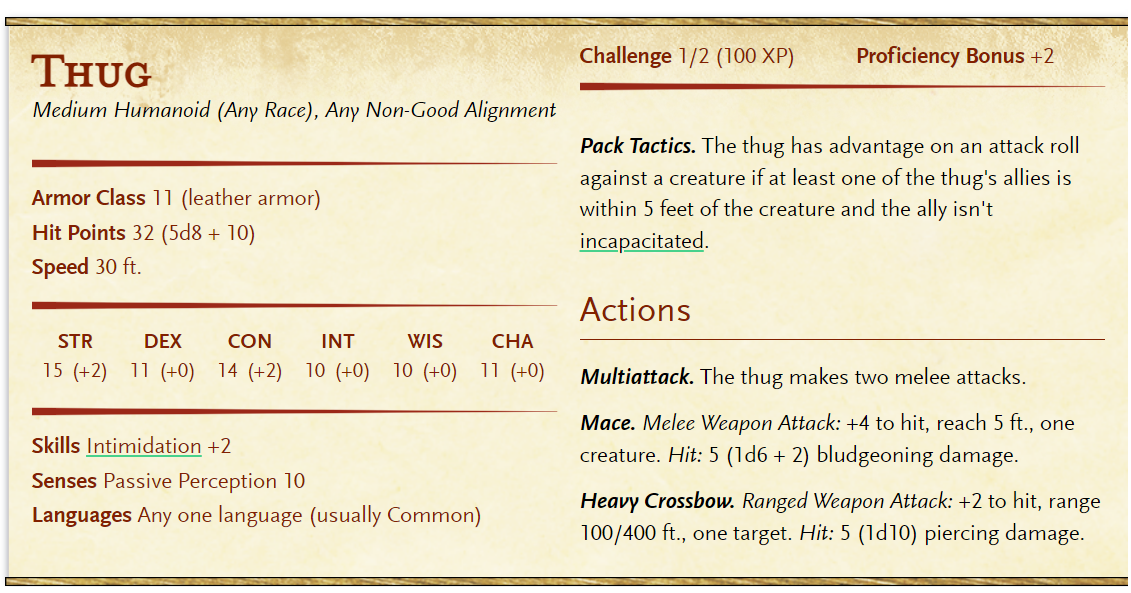 Thug
Medium Humanoid (Any Race), Any Non-Good Alignment
Armor Class 11 (leather armor)
Hit Points 32 (5d8 + 10)
Speed 30 ft.
STR DEX CON INT WIS CHA
15 (+2) 11 (+0) 14 (+2) 10 (+0) 10 (+0) 11 (+0)
Skills Intimidation +2
Senses Passive Perception 10
Languages Any one language (usually Common)
Challenge 1/2 (100 XP) Proficiency Bonus +2
Pack Tactics. The thug has advantage on an attack roll
against a creature if at least one of the thug's allies is
within 5 feet of the creature and the ally isn't
incapacitated.
Actions
Multiattack. The thug makes two melee attacks.
Mace. Melee Weapon Attack: +4 to hit, reach 5 ft., one
creature. Hit: 5 (1d6 + 2) bludgeoning damage.
Heavy Crossbow. Ranged Weapon Attack: +2 to hit, range
100/400 ft., one target. Hit: 5 (1d10) piercing damage.